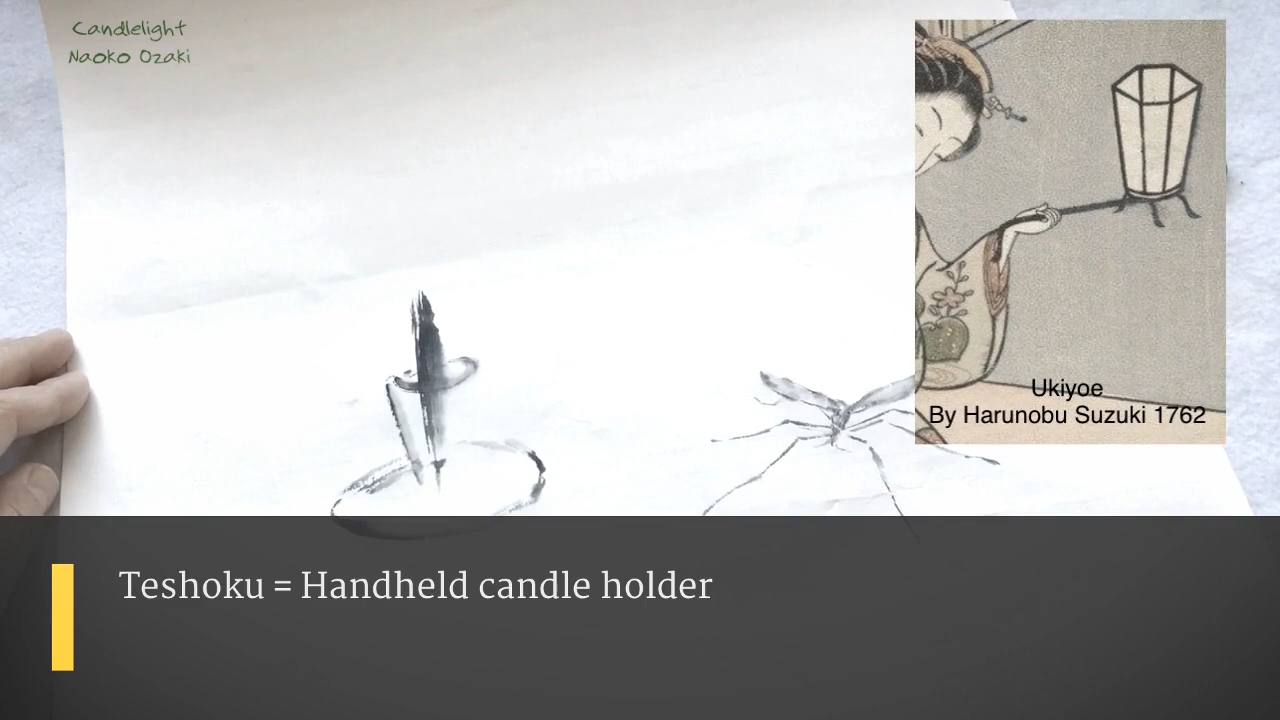 Candlelight
Naoko Ozaki
Ukiyoe
By Harunobu Suzuki 1762
Teshoku = Handheld candle holder